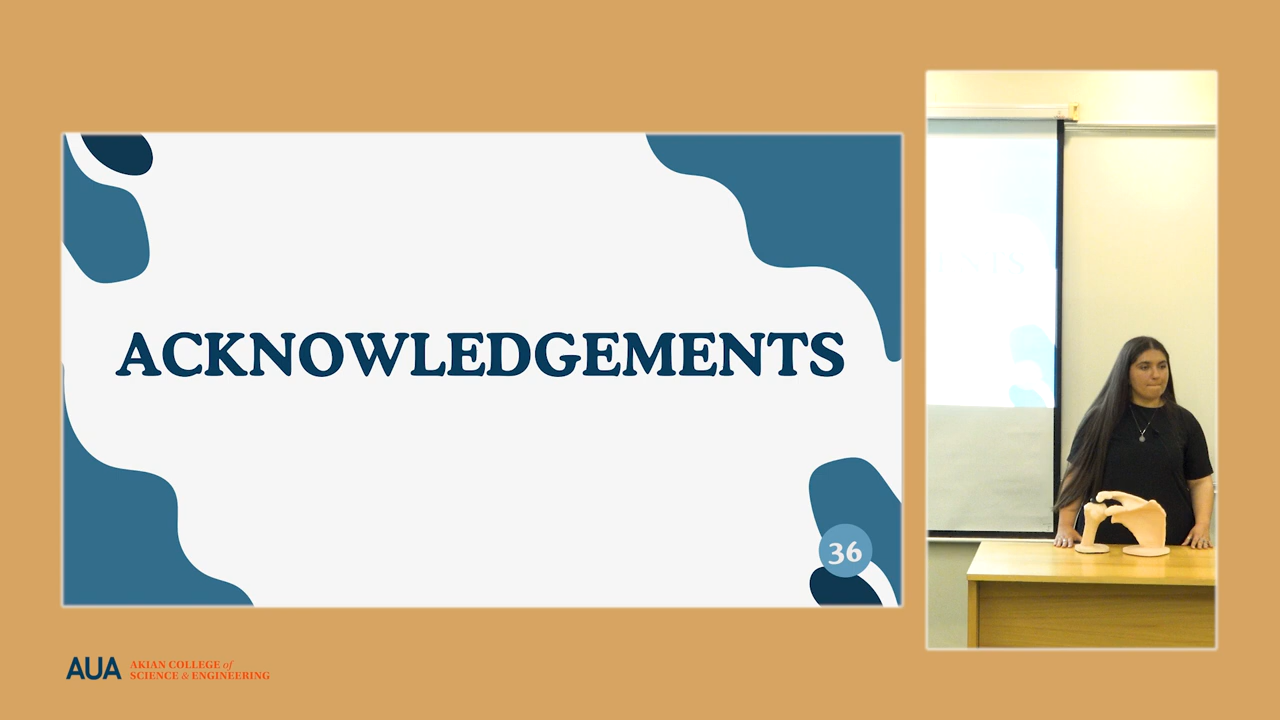 ACKNOWLEDGEMENTS
36
AUA
AKIAN COLLEGE of
SCIENCE & ENGINEERING